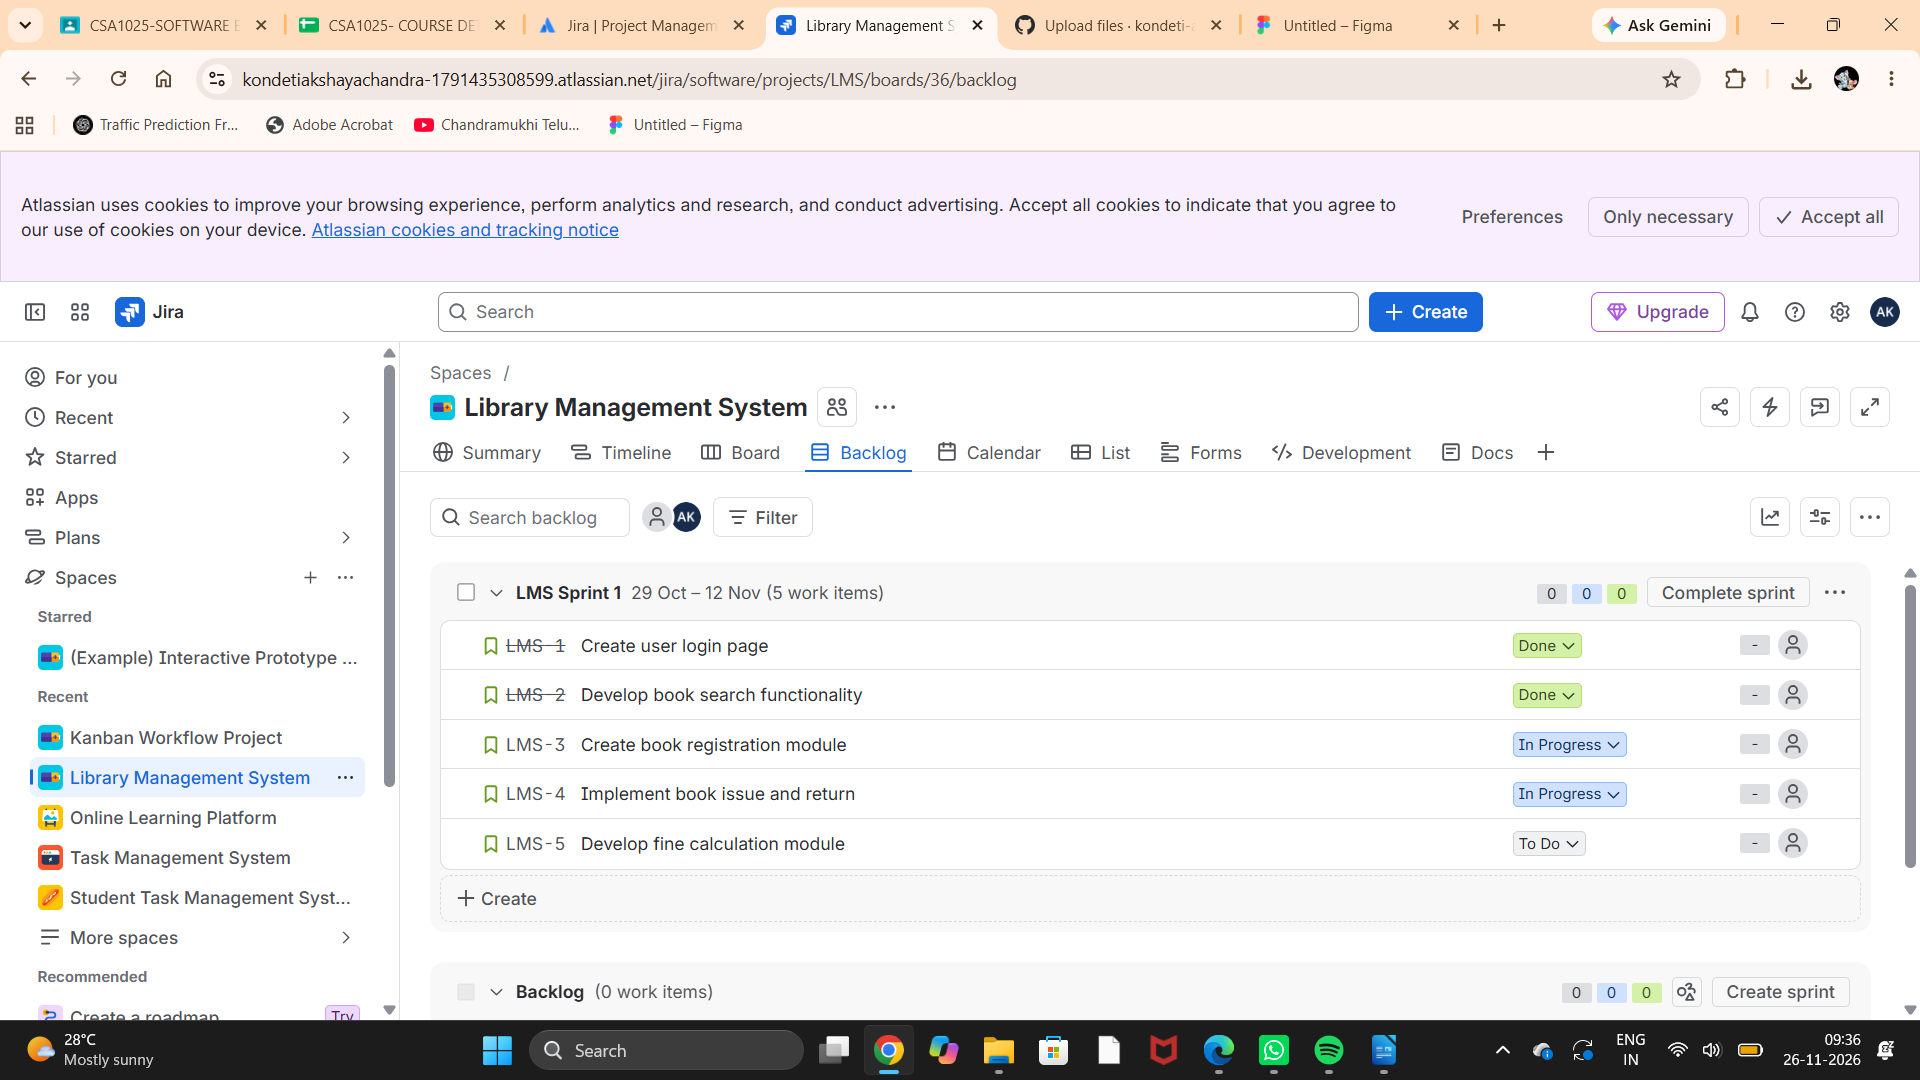 CSA1025-SOFTWARE E
CSA1025- COURSE DE
Jira | Project Managem
Library Management S
Upload files · kondeti-a
Untitled – Figma
Ask Gemini
kondetiakshayachandra-1791435308599.atlassian.net/jira/software/projects/LMS/boards/36/backlog
Traffic Prediction Fr...
Adobe Acrobat
Chandramukhi Telu...
Untitled – Figma
Atlassian uses cookies to improve your browsing experience, perform analytics and research, and conduct advertising. Accept all cookies to indicate that you agree to
our use of cookies on your device. Atlassian cookies and tracking notice
Preferences
Only necessary
Accept all
Jira
Search
Create
Upgrade
AK
For you
Recent
Starred
Apps
Plans
Spaces
Starred
(Example) Interactive Prototype ...
Recent
Kanban Workflow Project
Library Management System
Online Learning Platform
Task Management System
Student Task Management Syst...
More spaces
Recommended
Create a roadmap
Try
Spaces /
Library Management System
Summary
Timeline
Board
Backlog
Calendar
List
Forms
Development
Docs
Search backlog
AK
Filter
LMS Sprint 1 29 Oct – 12 Nov (5 work items)
0 0 0
Complete sprint
LMS-1 Create user login page Done -
LMS-2 Develop book search functionality Done -
LMS-3 Create book registration module In Progress -
LMS-4 Implement book issue and return In Progress -
LMS-5 Develop fine calculation module To Do -
Create
Backlog (0 work items)
0 0 0
Create sprint
28°C
Mostly sunny
Search
ENG
IN
09:36
26-11-2026